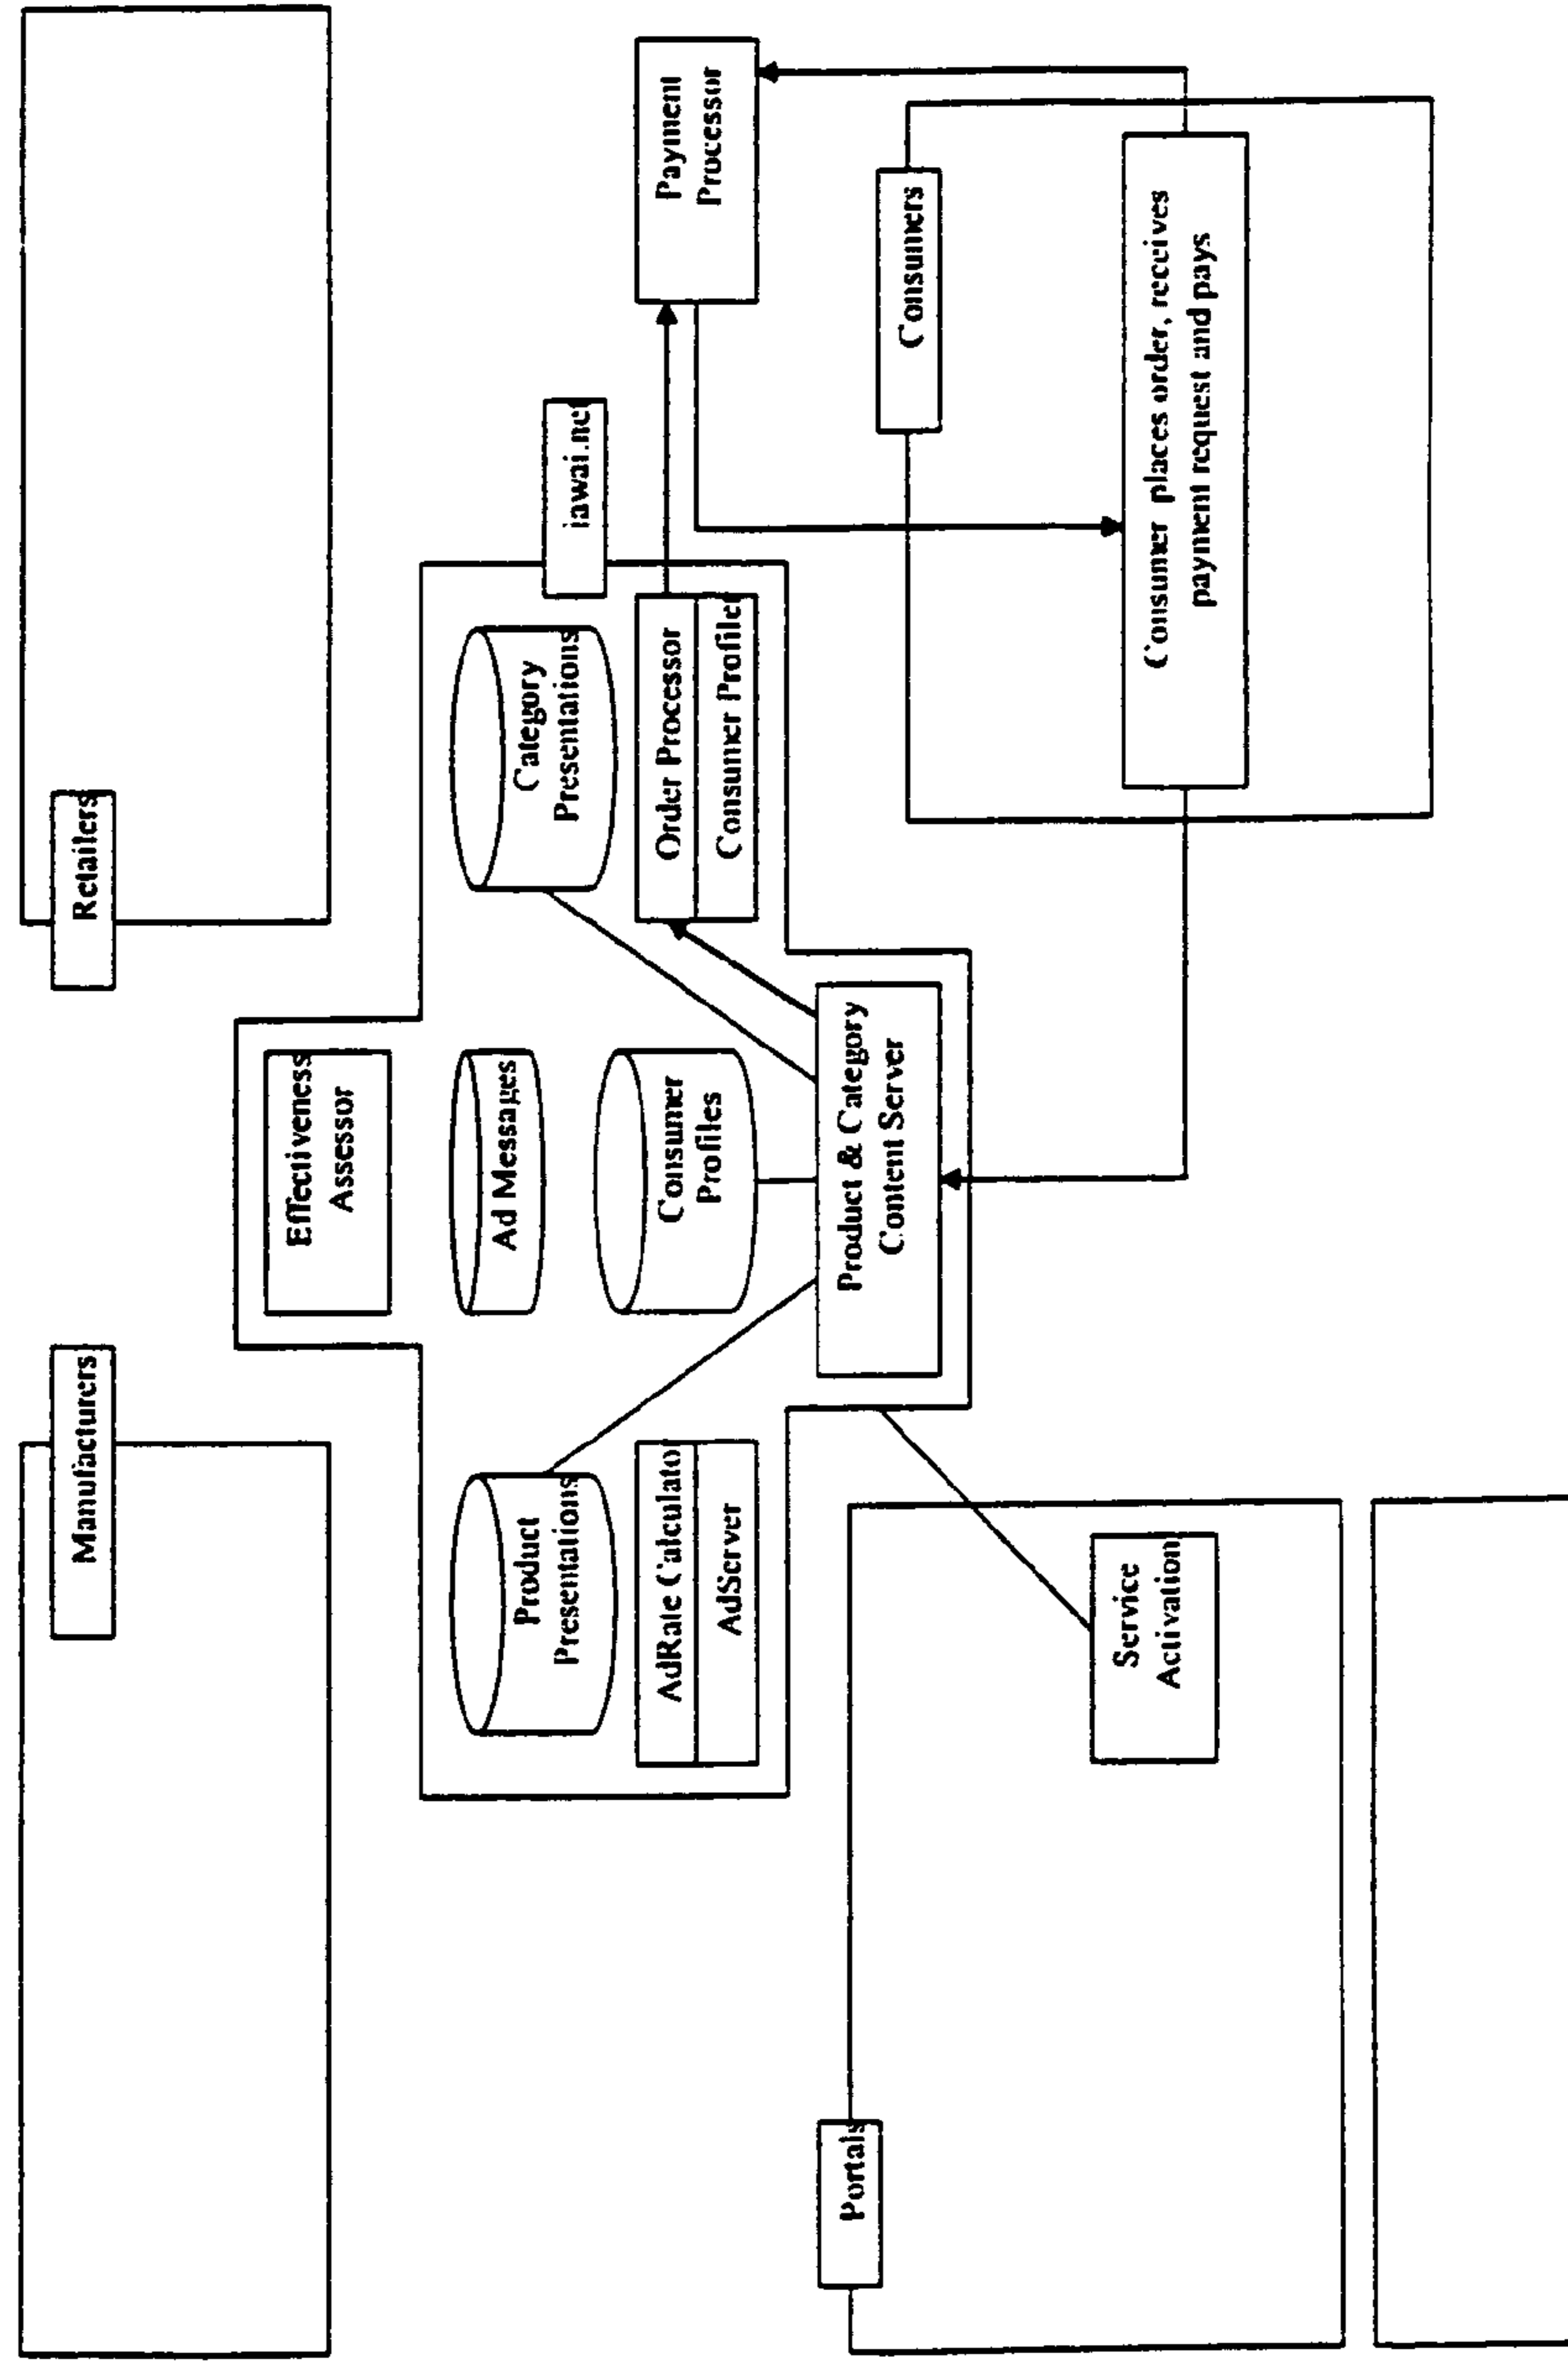 Manufacturers
Retailers
Effectiveness
Assessor
Product
Presentations
Ad Messages
Category
Presentations
iawai.net
AdRate Calculator
AdServer
Consumer
Profiles
Order Processor
Consumer Profiler
Payment
Processor
Product & Category
Content Server
Portals
Consumers
Service
Activation
Consumer places order, receives
payment request and pays